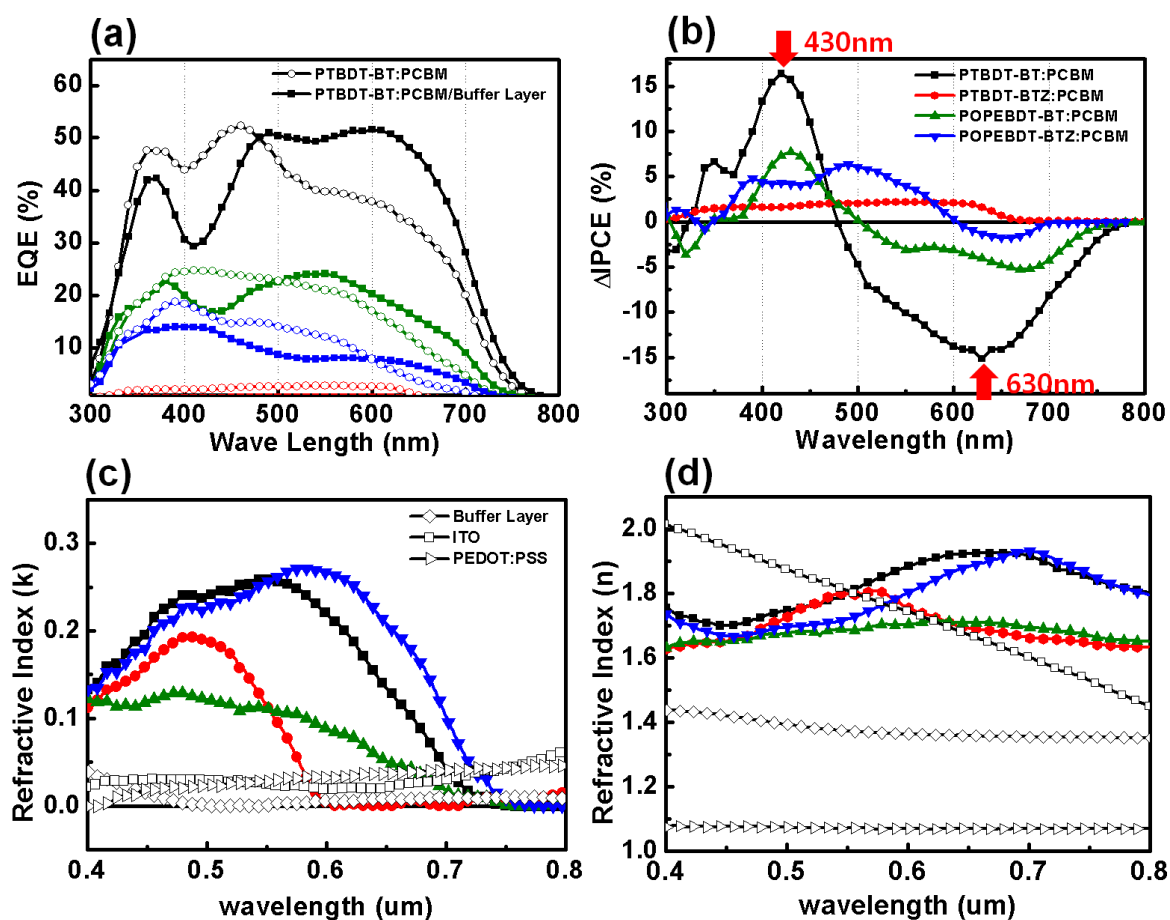 (a)
60
50
40
30
20
10
EQE (%)
PTBDT-BT:PCBM
PTBDT-BT:PCBM/Buffer Layer
300 400 500 600 700 800
Wave Length (nm)
(b)
430nm
15
10
5
0
-5
-10
-15
ΔIPCE (%)
PTBDT-BT:PCBM
PTBDT-BTZ:PCBM
POPEBDT-BT:PCBM
POPEBDT-BTZ:PCBM
630nm
300 400 500 600 700 800
Wavelength (nm)
(c)
0.3
0.2
0.1
0.0
Refractive Index (k)
Buffer Layer
ITO
PEDOT:PSS
0.4 0.5 0.6 0.7 0.8
wavelength (um)
(d)
2.0
1.8
1.6
1.4
1.2
1.0
Refractive Index (n)
0.4 0.5 0.6 0.7 0.8
wavelength (um)